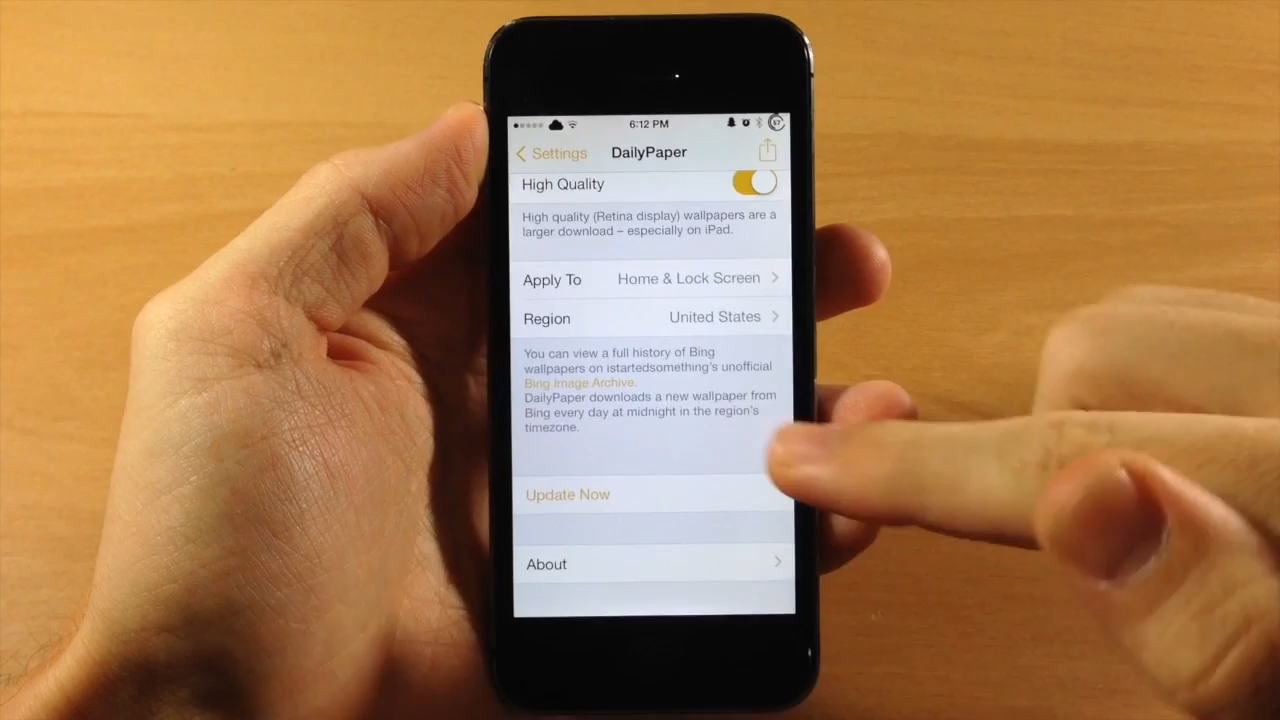 6:12 PM 57
Settings DailyPaper
High Quality
High quality (Retina display) wallpapers are a
larger download – especially on iPad.
Apply To Home & Lock Screen
Region United States
You can view a full history of Bing
wallpapers on istartedsomething's unofficial
Bing Image Archive.
DailyPaper downloads a new wallpaper from
Bing every day at midnight in the region's
timezone.
Update Now
About